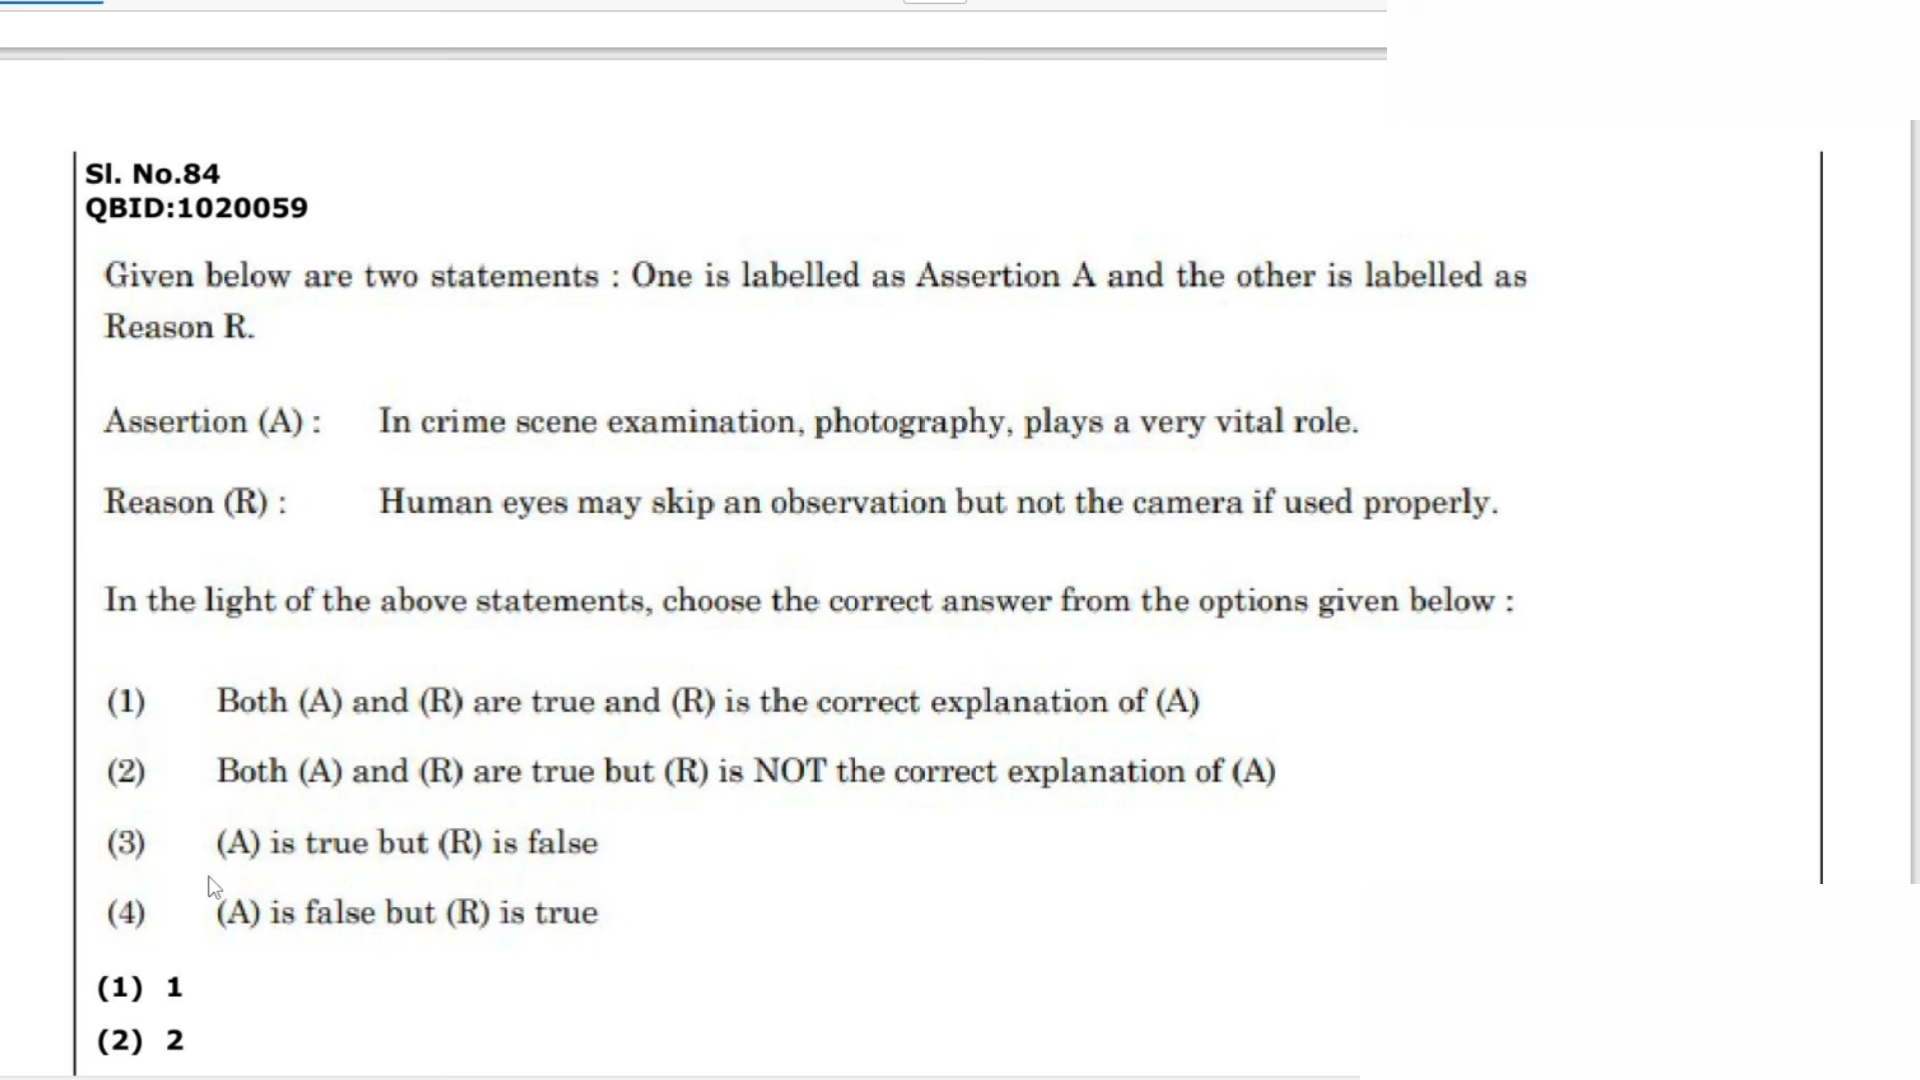 Sl. No.84
QBID:1020059
Given below are two statements : One is labelled as Assertion A and the other is labelled as
Reason R.
Assertion (A) : In crime scene examination, photography, plays a very vital role.
Reason (R) : Human eyes may skip an observation but not the camera if used properly.
In the light of the above statements, choose the correct answer from the options given below :
(1) Both (A) and (R) are true and (R) is the correct explanation of (A)
(2) Both (A) and (R) are true but (R) is NOT the correct explanation of (A)
(3) (A) is true but (R) is false
(4) (A) is false but (R) is true
(1) 1
(2) 2